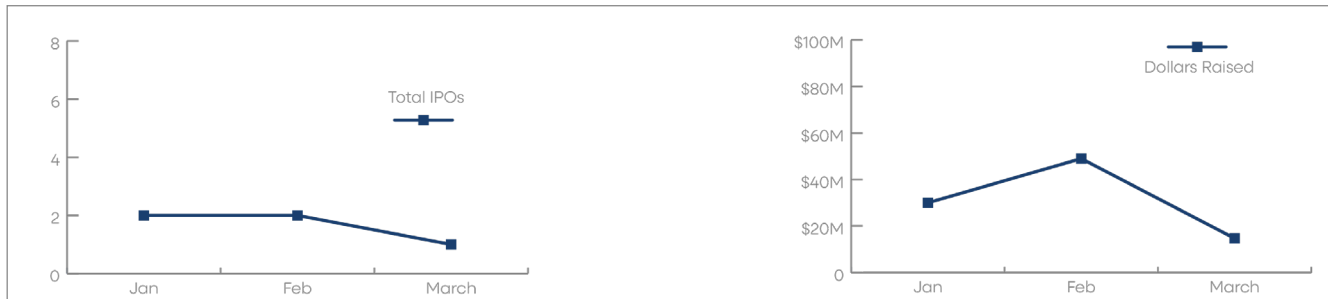 8
6
4
2
0
Total IPOs
Jan Feb March
$100M
$80M
$60M
$40M
$20M
0
Dollars Raised
Jan Feb March